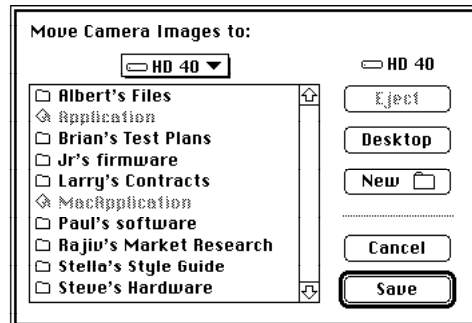 Move Camera Images to:
HD 40
HD 40
Albert's Files
Application
Brian's Test Plans
Jr's firmware
Larry's Contracts
MacApplication
Paul's software
Rajiv's Market Research
Stella's Style Guide
Steve's Hardware
Eject
Desktop
New
Cancel
Save